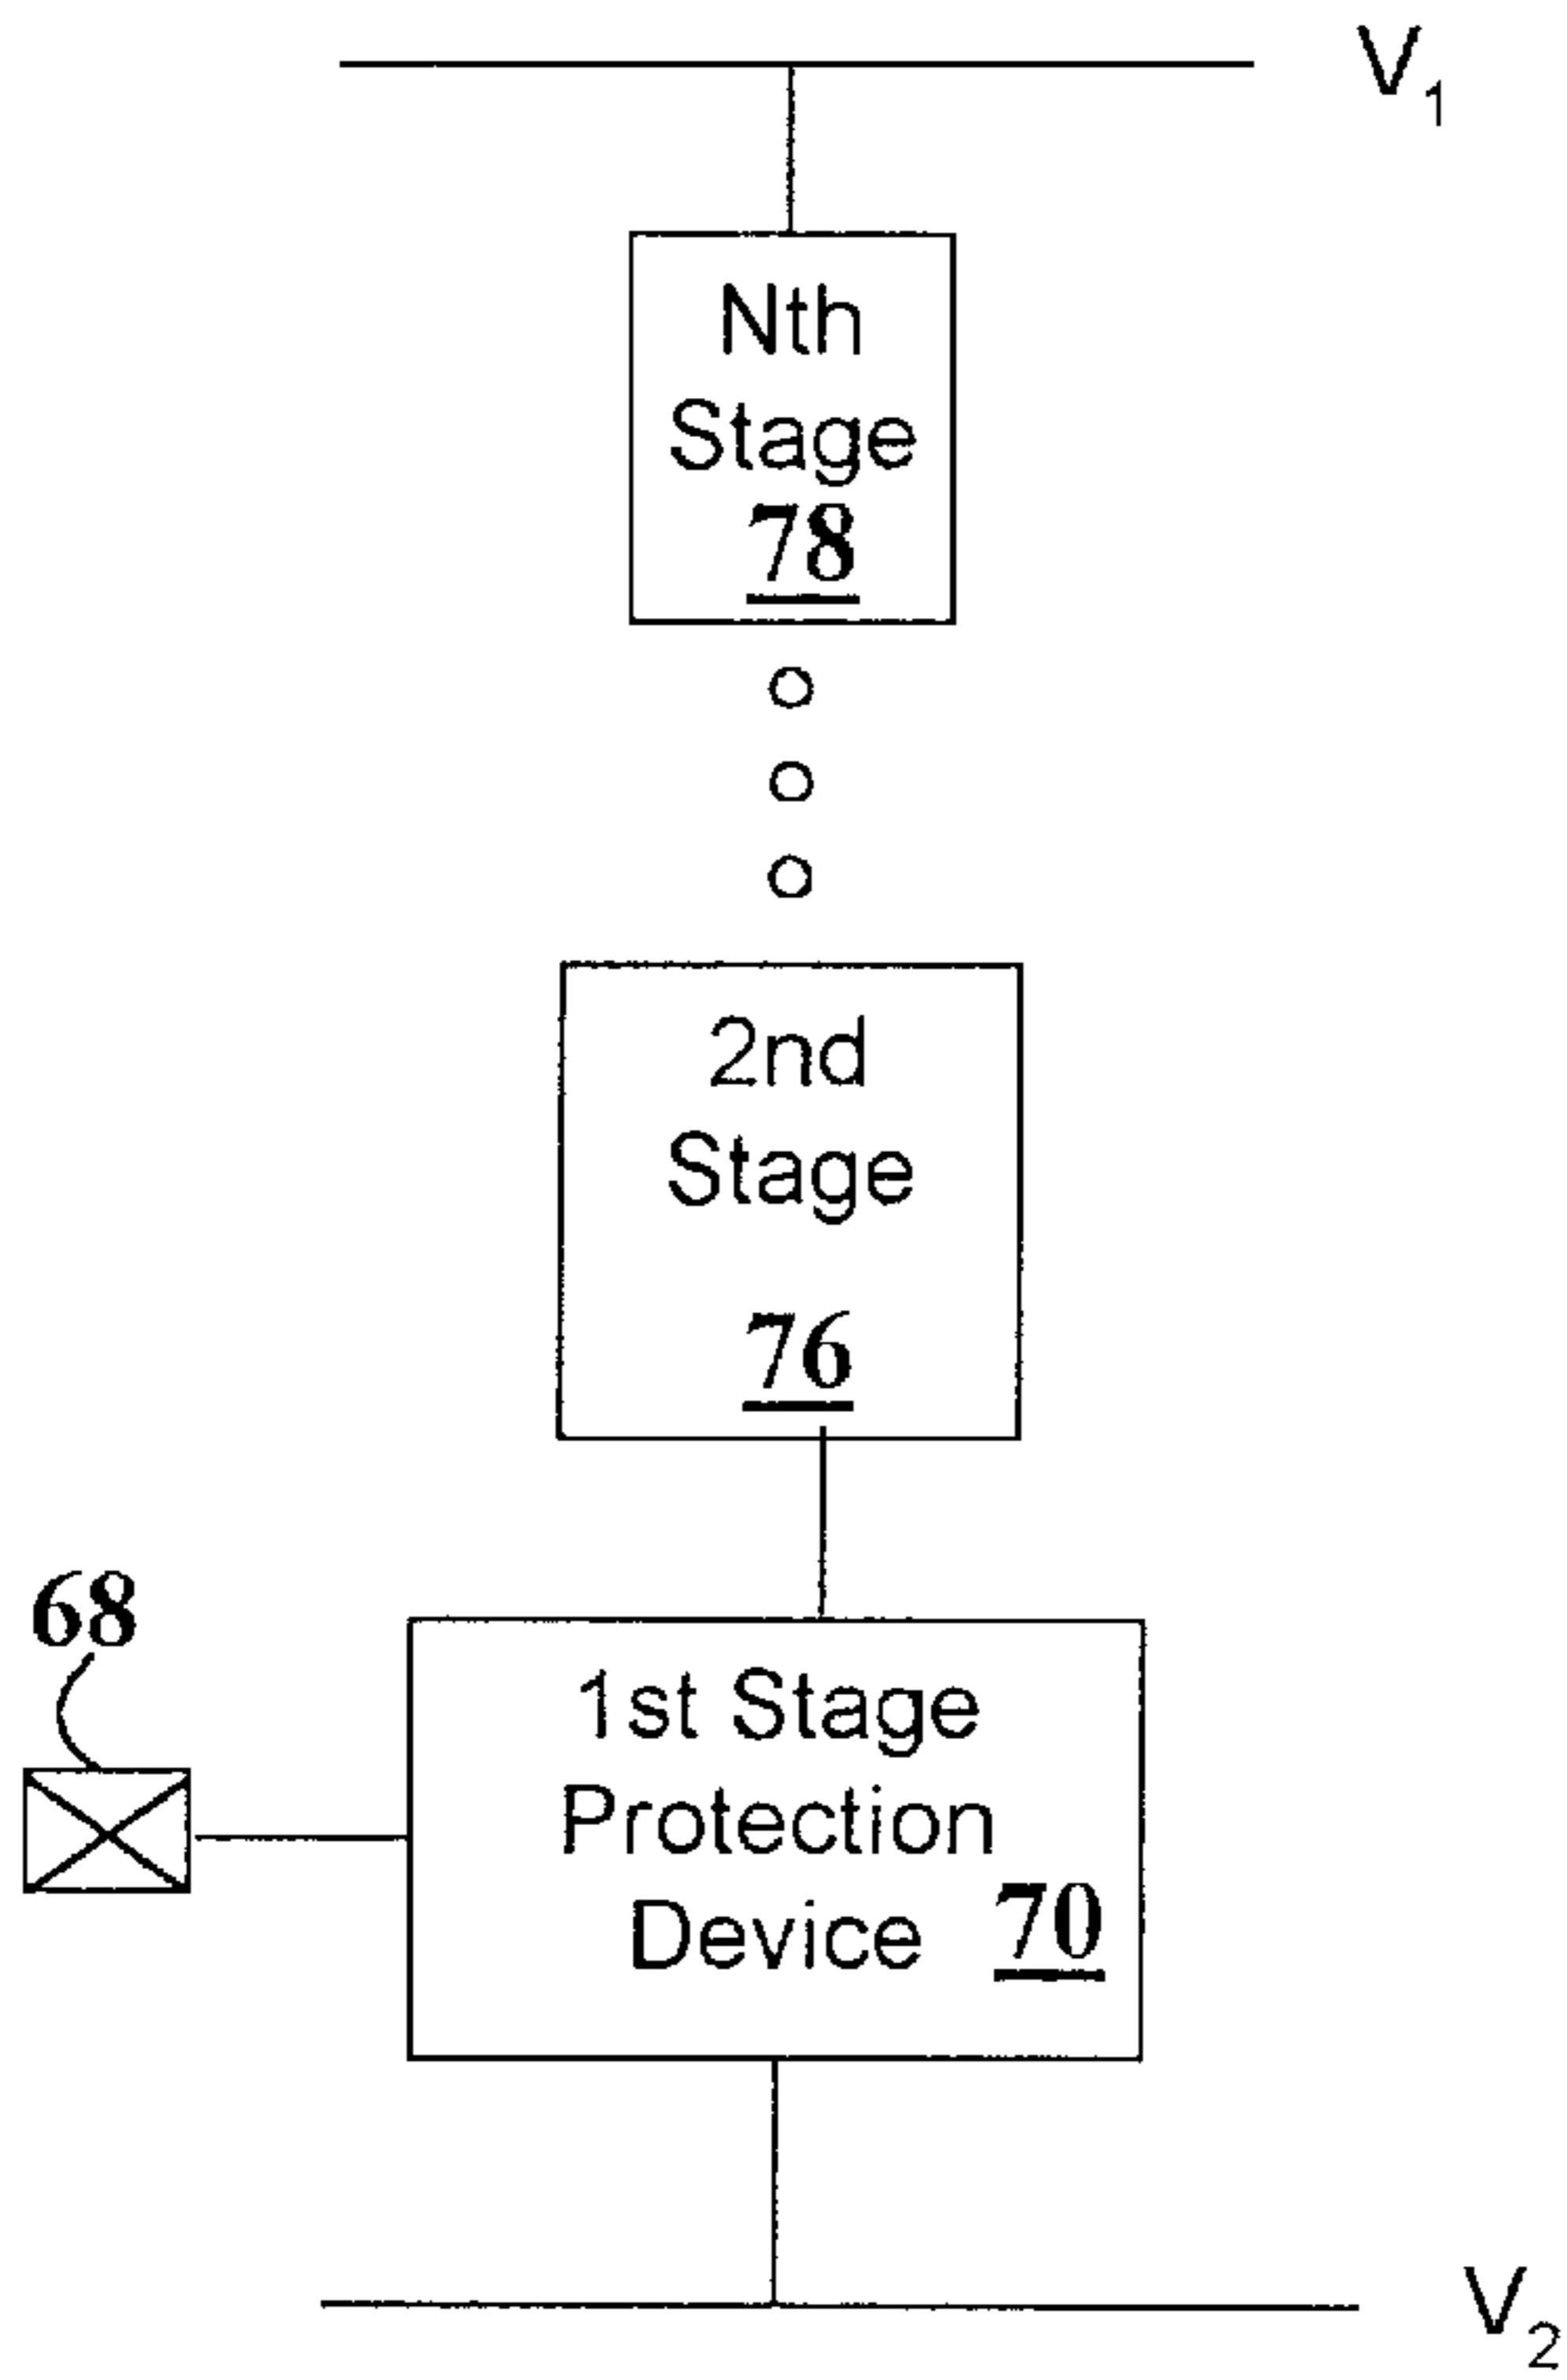 V1
Nth
Stage
78
2nd
Stage
76
68
1st Stage
Protection
Device 70
V2